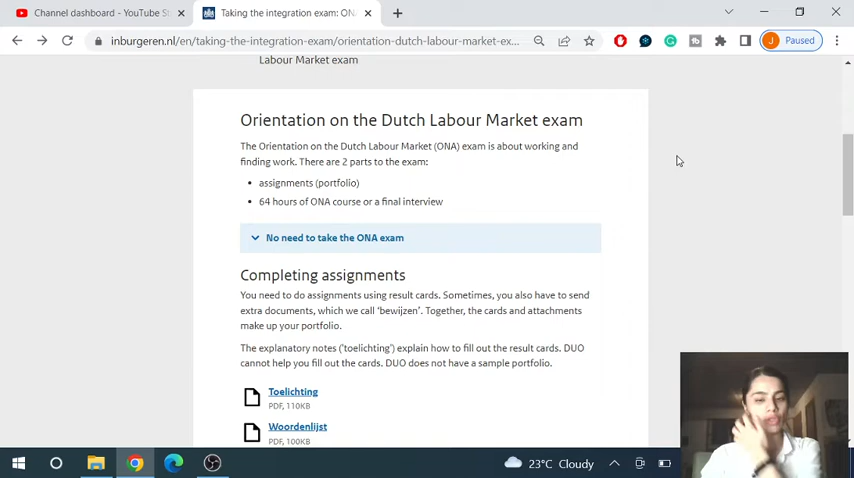 Channel dashboard - YouTube St
Taking the integration exam: ON
inburgeren.nl/en/taking-the-integration-exam/orientation-dutch-labour-market-ex...
J Paused
Labour Market exam
Orientation on the Dutch Labour Market exam
The Orientation on the Dutch Labour Market (ONA) exam is about working and
finding work. There are 2 parts to the exam:
• assignments (portfolio)
• 64 hours of ONA course or a final interview
No need to take the ONA exam
Completing assignments
You need to do assignments using result cards. Sometimes, you also have to send
extra documents, which we call ‘bewijzen’. Together, the cards and attachments
make up your portfolio.
The explanatory notes (‘toelichting’) explain how to fill out the result cards. DUO
cannot help you fill out the cards. DUO does not have a sample portfolio.
Toelichting
PDF, 110KB
Woordenlijst
PDF, 100KB
23°C Cloudy